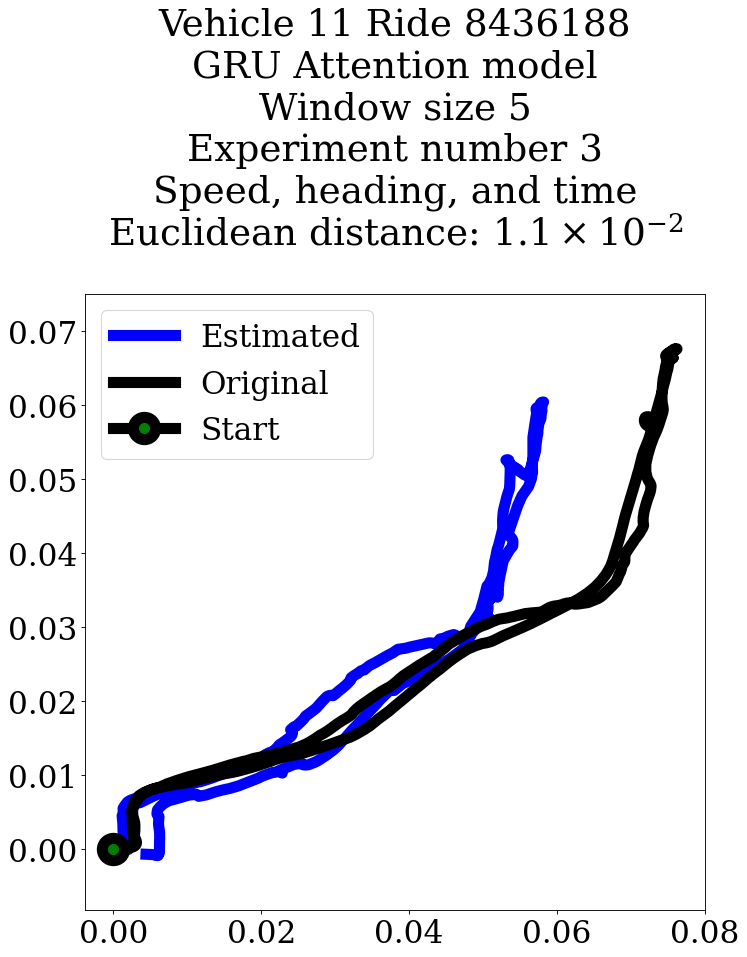 Vehicle 11 Ride 8436188
GRU Attention model
Window size 5
Experiment number 3
Speed, heading, and time
Euclidean distance: 1.1 × 10⁻²
Estimated
Original
Start
0.07
0.06
0.05
0.04
0.03
0.02
0.01
0.00
0.00 0.02 0.04 0.06 0.08